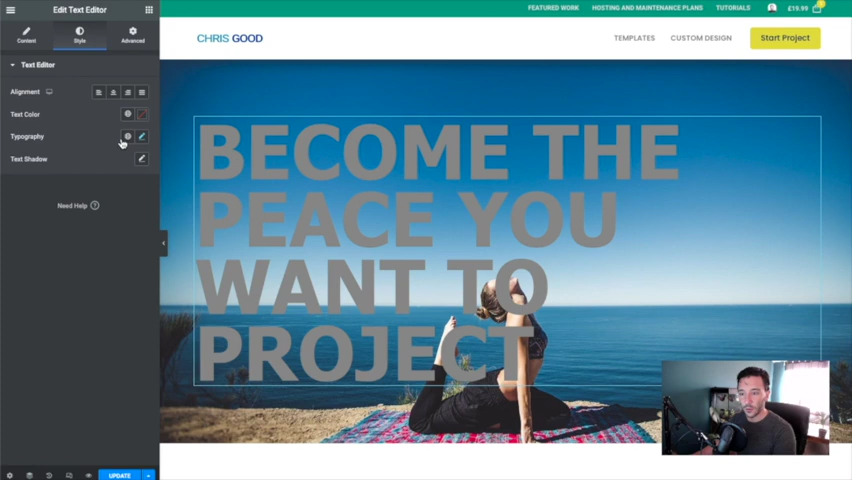 Edit Text Editor
FEATURED WORK
HOSTING AND MAINTENANCE PLANS
TUTORIALS
£19.99
Content
Style
Advanced
CHRIS GOOD
TEMPLATES
CUSTOM DESIGN
Start Project
Text Editor
Alignment
Text Color
Typography
Text Shadow
Need Help
BECOME THE
PEACE YOU
WANT TO
PROJECT
UPDATE